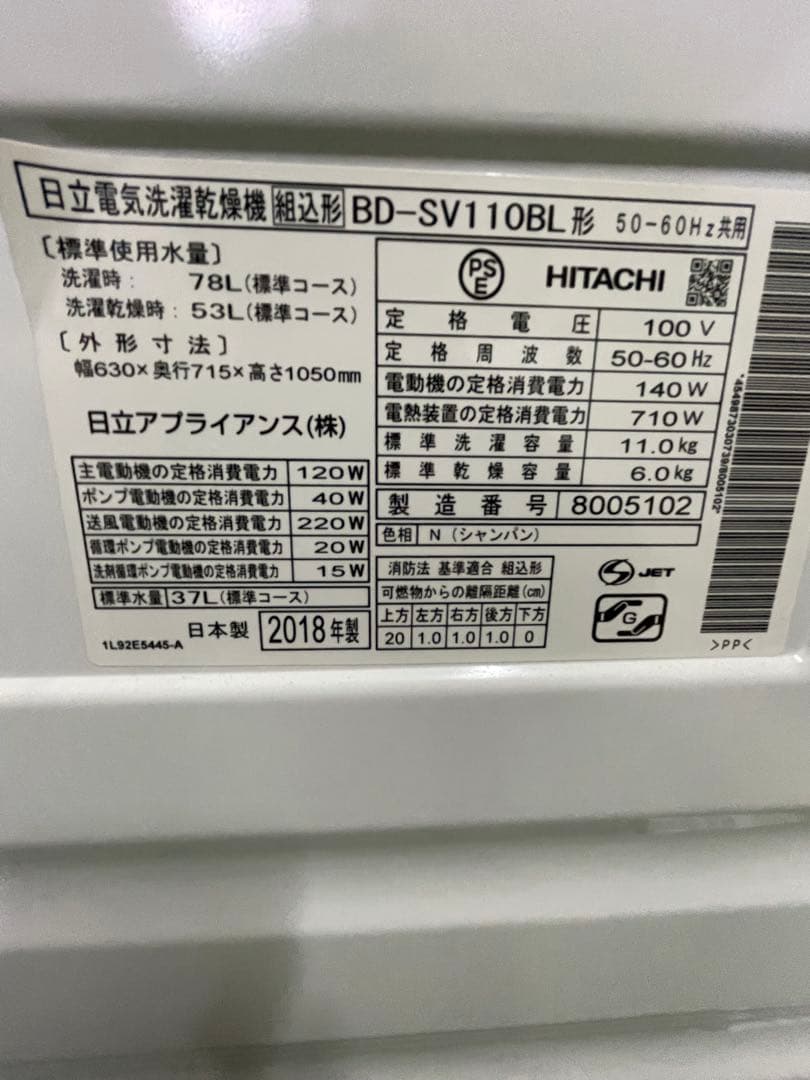 日立電気洗濯乾燥機 組込形 BD-SV110BL形 50-60Hz共用
〔標準使用水量〕
洗濯時: 78L(標準コース)
洗濯乾燥時: 53L(標準コース)
〔外形寸法〕
幅630×奥行715×高さ1050mm
日立アプライアンス(株)
主電動機の定格消費電力 120W
ポンプ電動機の定格消費電力 40W
送風電動機の定格消費電力 220W
循環ポンプ電動機の定格消費電力 20W
洗剤循環ポンプ電動機の定格消費電力 15W
標準水量 37L(標準コース)
1L92E5445-A 日本製 2018年製
PSE HITACHI
定格電圧 100V
定格周波数 50-60Hz
電動機の定格消費電力 140W
電熱装置の定格消費電力 710W
標準洗濯容量 11.0kg
標準乾燥容量 6.0kg
製造番号 8005102
色相 N(シャンパン)
消防法 基準適合 組込形
可燃物からの離隔距離(cm)
上方 左方 右方 後方 下方
20 1.0 1.0 1.0 0
S JET
G
*4549873030739/8005102*
>PP<